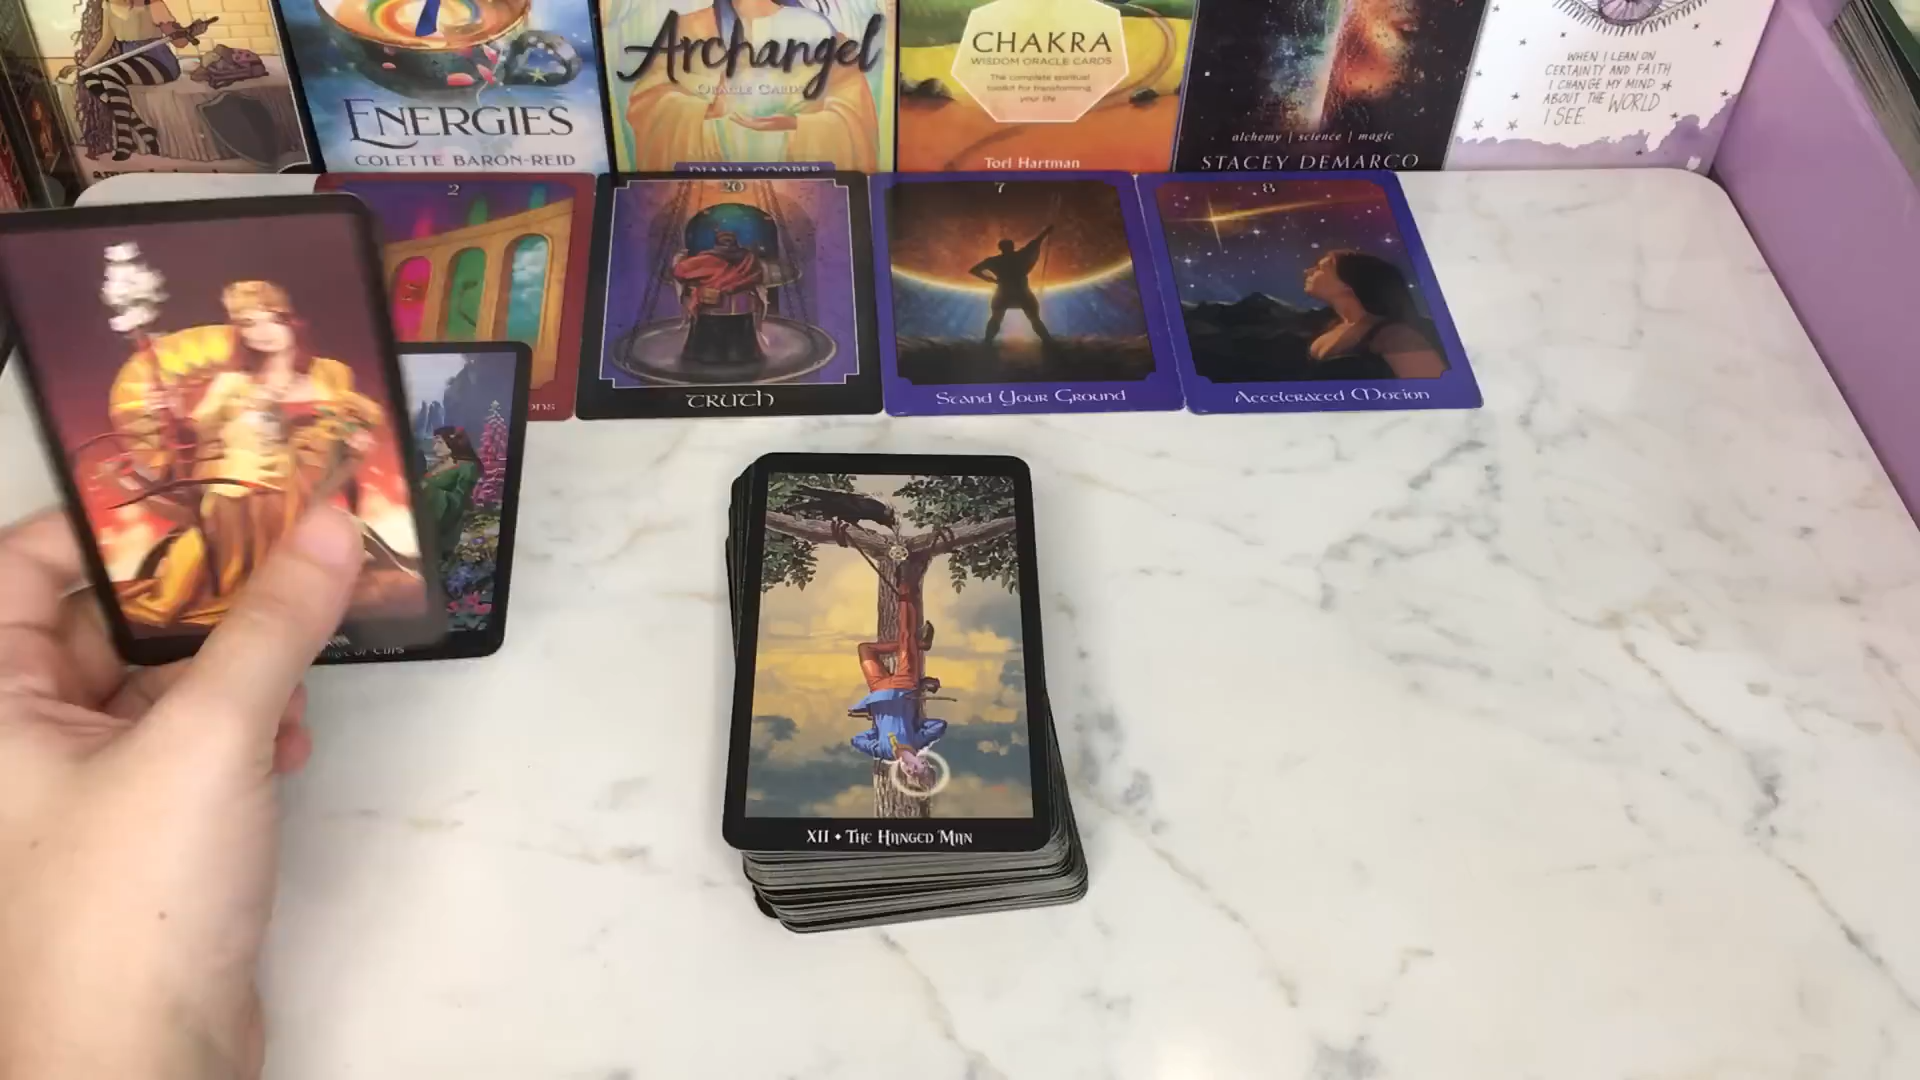 ENERGIES
COLETTE BARON-REID
Archangel
ORACLE CARDS
DIANA COOPER
CHAKRA
WISDOM ORACLE CARDS
The complete spiritual
toolkit for transforming
your life
Tori Hartman
alchemy | science | magic
STACEY DEMARCO
WHEN I LEAN ON
CERTAINTY AND FAITH
I CHANGE MY MIND
ABOUT THE WORLD
I SEE.
2
20
TRUTH
7
Stand Your Ground
8
Accelerated Motion
OF CUPS
XII • THE HANGED MAN